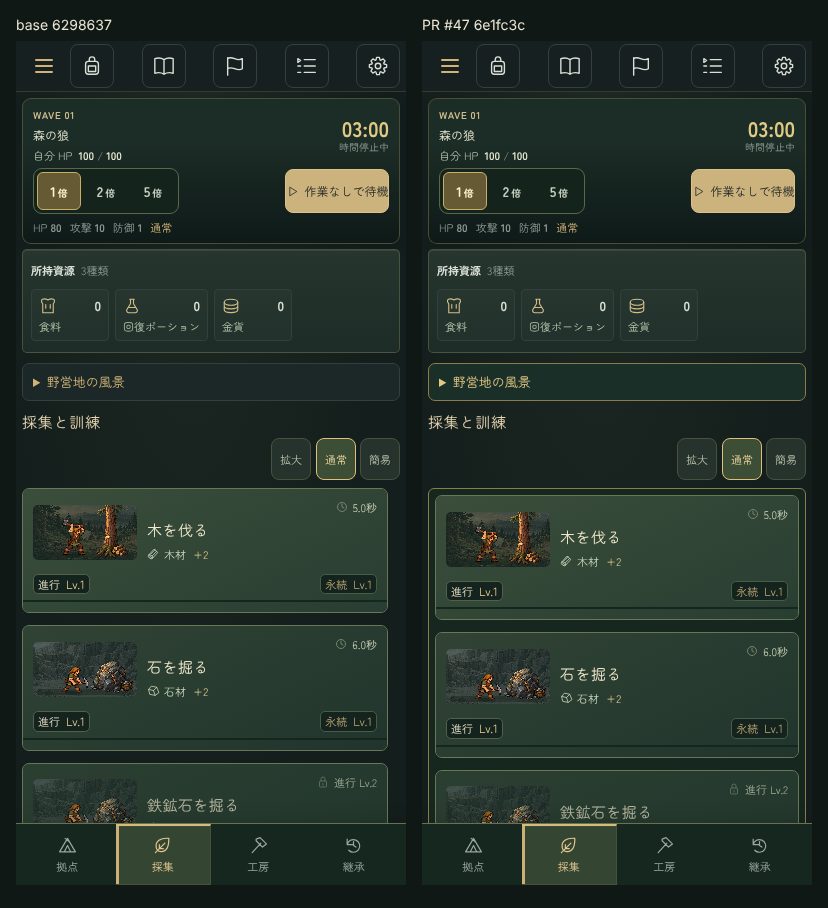 base 6298637
WAVE 01
森の狼
03:00
自分 HP 100 / 100
時間停止中
1倍 2倍 5倍
作業なしで待機
HP 80 攻撃 10 防御 1 通常
所持資源 3種類
0 0 0
食料 回復ポーション 金貨
野営地の風景
採集と訓練
拡大 通常 簡易
5.0秒
木を伐る
木材 +2
進行 Lv.1 永続 Lv.1
6.0秒
石を掘る
石材 +2
進行 Lv.1 永続 Lv.1
進行 Lv.2
鉄鉱石を掘る
拠点 採集 工房 継承
PR #47 6e1fc3c
WAVE 01
森の狼
03:00
自分 HP 100 / 100
時間停止中
1倍 2倍 5倍
作業なしで待機
HP 80 攻撃 10 防御 1 通常
所持資源 3種類
0 0 0
食料 回復ポーション 金貨
野営地の風景
採集と訓練
拡大 通常 簡易
5.0秒
木を伐る
木材 +2
進行 Lv.1 永続 Lv.1
6.0秒
石を掘る
石材 +2
進行 Lv.1 永続 Lv.1
進行 Lv.2
鉄鉱石を掘る
拠点 採集 工房 継承